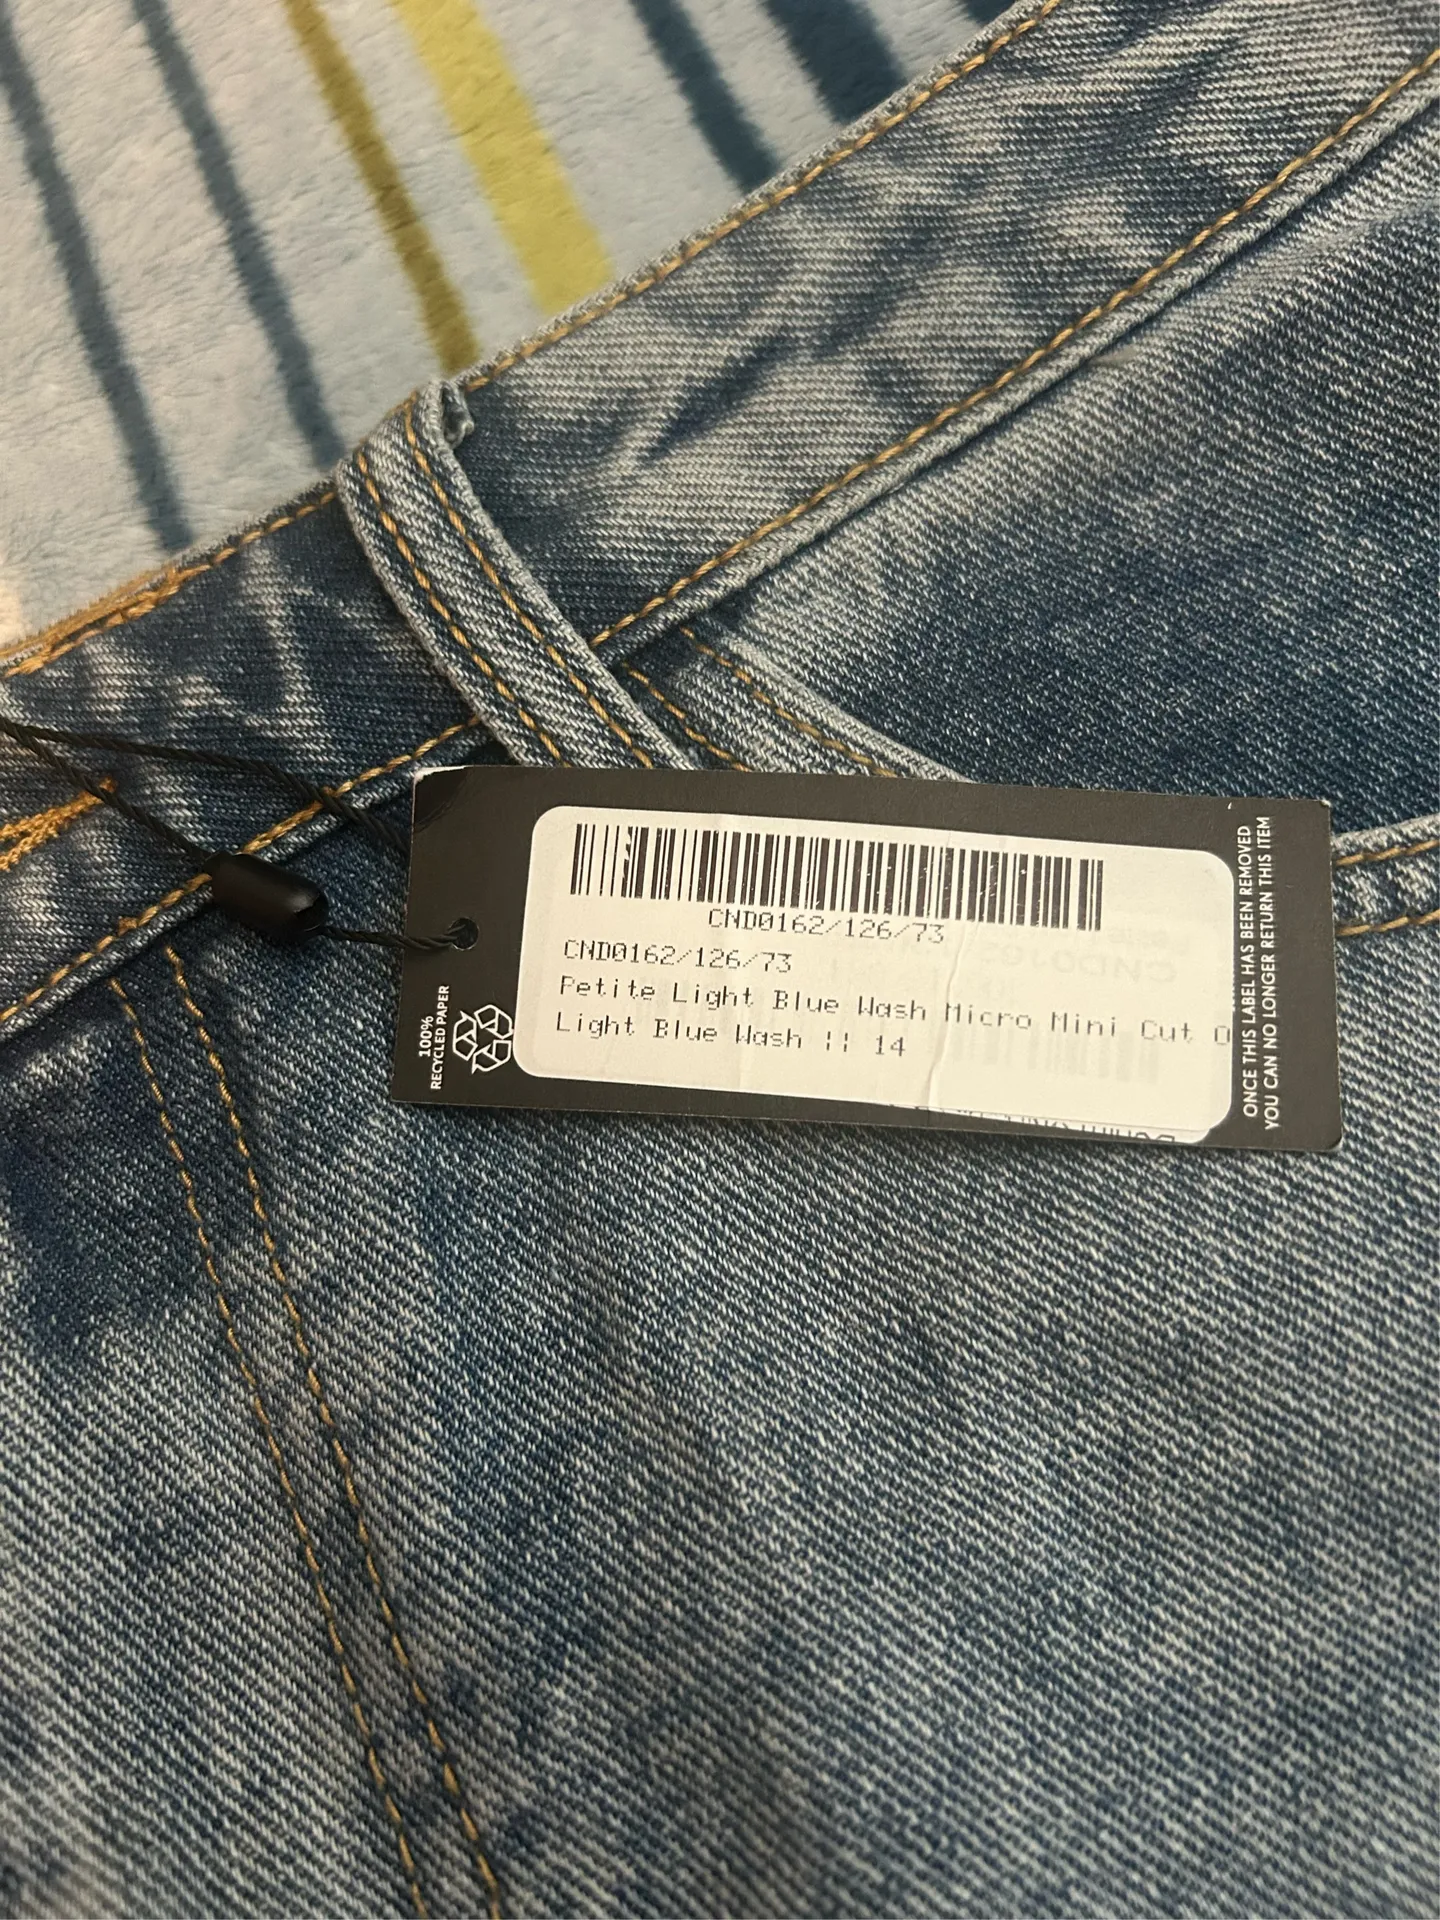 CND0162/126/73
CND0162/126/73
Petite Light Blue Wash Micro Mini Cut O
Light Blue Wash || 14
100%
RECYCLED PAPER
ONCE THIS LABEL HAS BEEN REMOVED
YOU CAN NO LONGER RETURN THIS ITEM